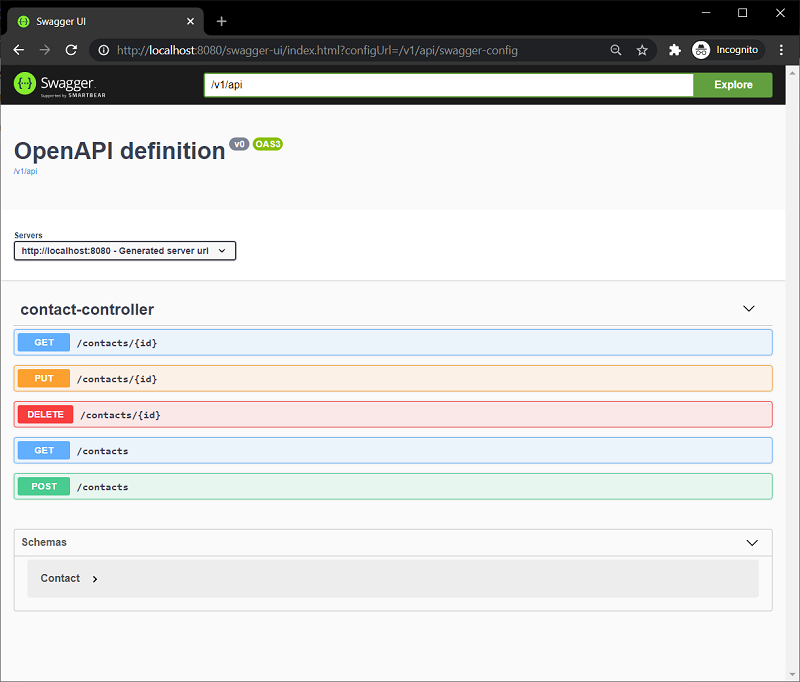 Swagger UI
http://localhost:8080/swagger-ui/index.html?configUrl=/v1/api/swagger-config
Incognito
Swagger
Supported by SMARTBEAR
/v1/api
Explore
OpenAPI definition v0 OAS3
/v1/api
Servers
http://localhost:8080 - Generated server url
contact-controller
GET /contacts/{id}
PUT /contacts/{id}
DELETE /contacts/{id}
GET /contacts
POST /contacts
Schemas
Contact